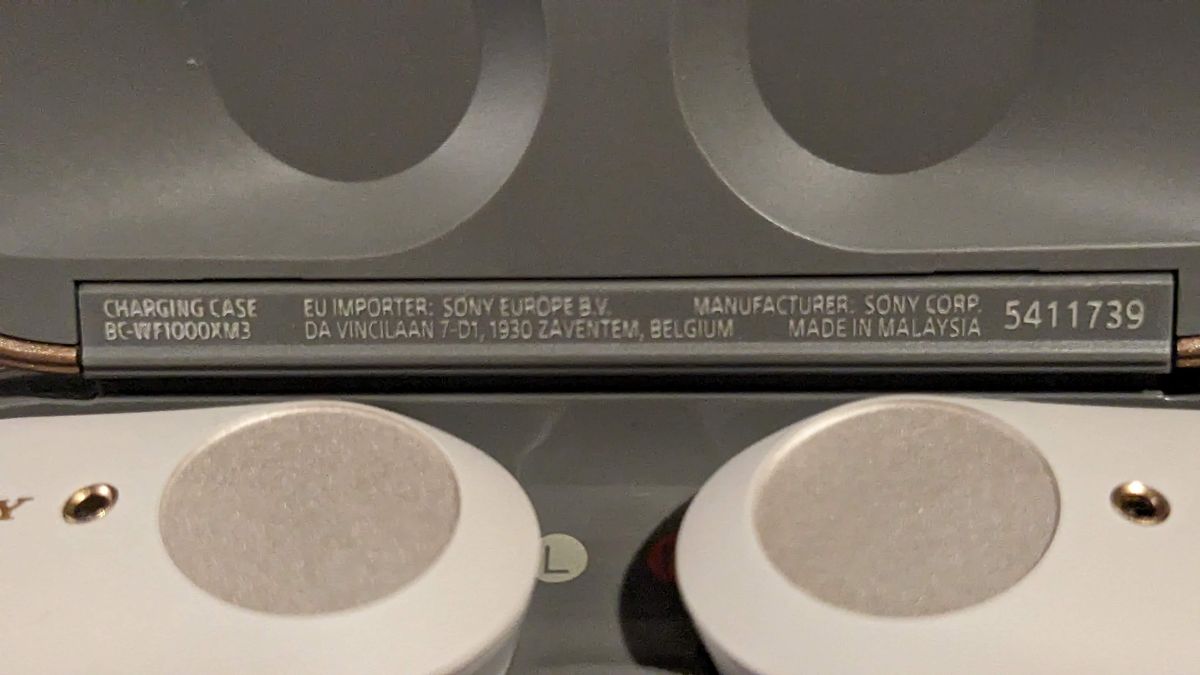 CHARGING CASE
BC-WF1000XM3
EU IMPORTER: SONY EUROPE B.V.
DA VINCILAAN 7-D1, 1930 ZAVENTEM, BELGIUM
MANUFACTURER: SONY CORP.
MADE IN MALAYSIA
5411739
Y
L